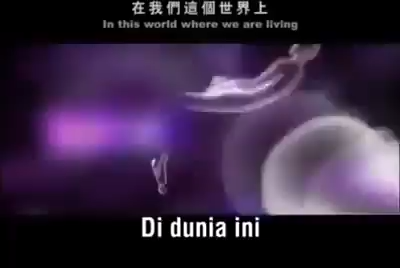 在我們這個世界上
In this world where we are living
Di dunia ini